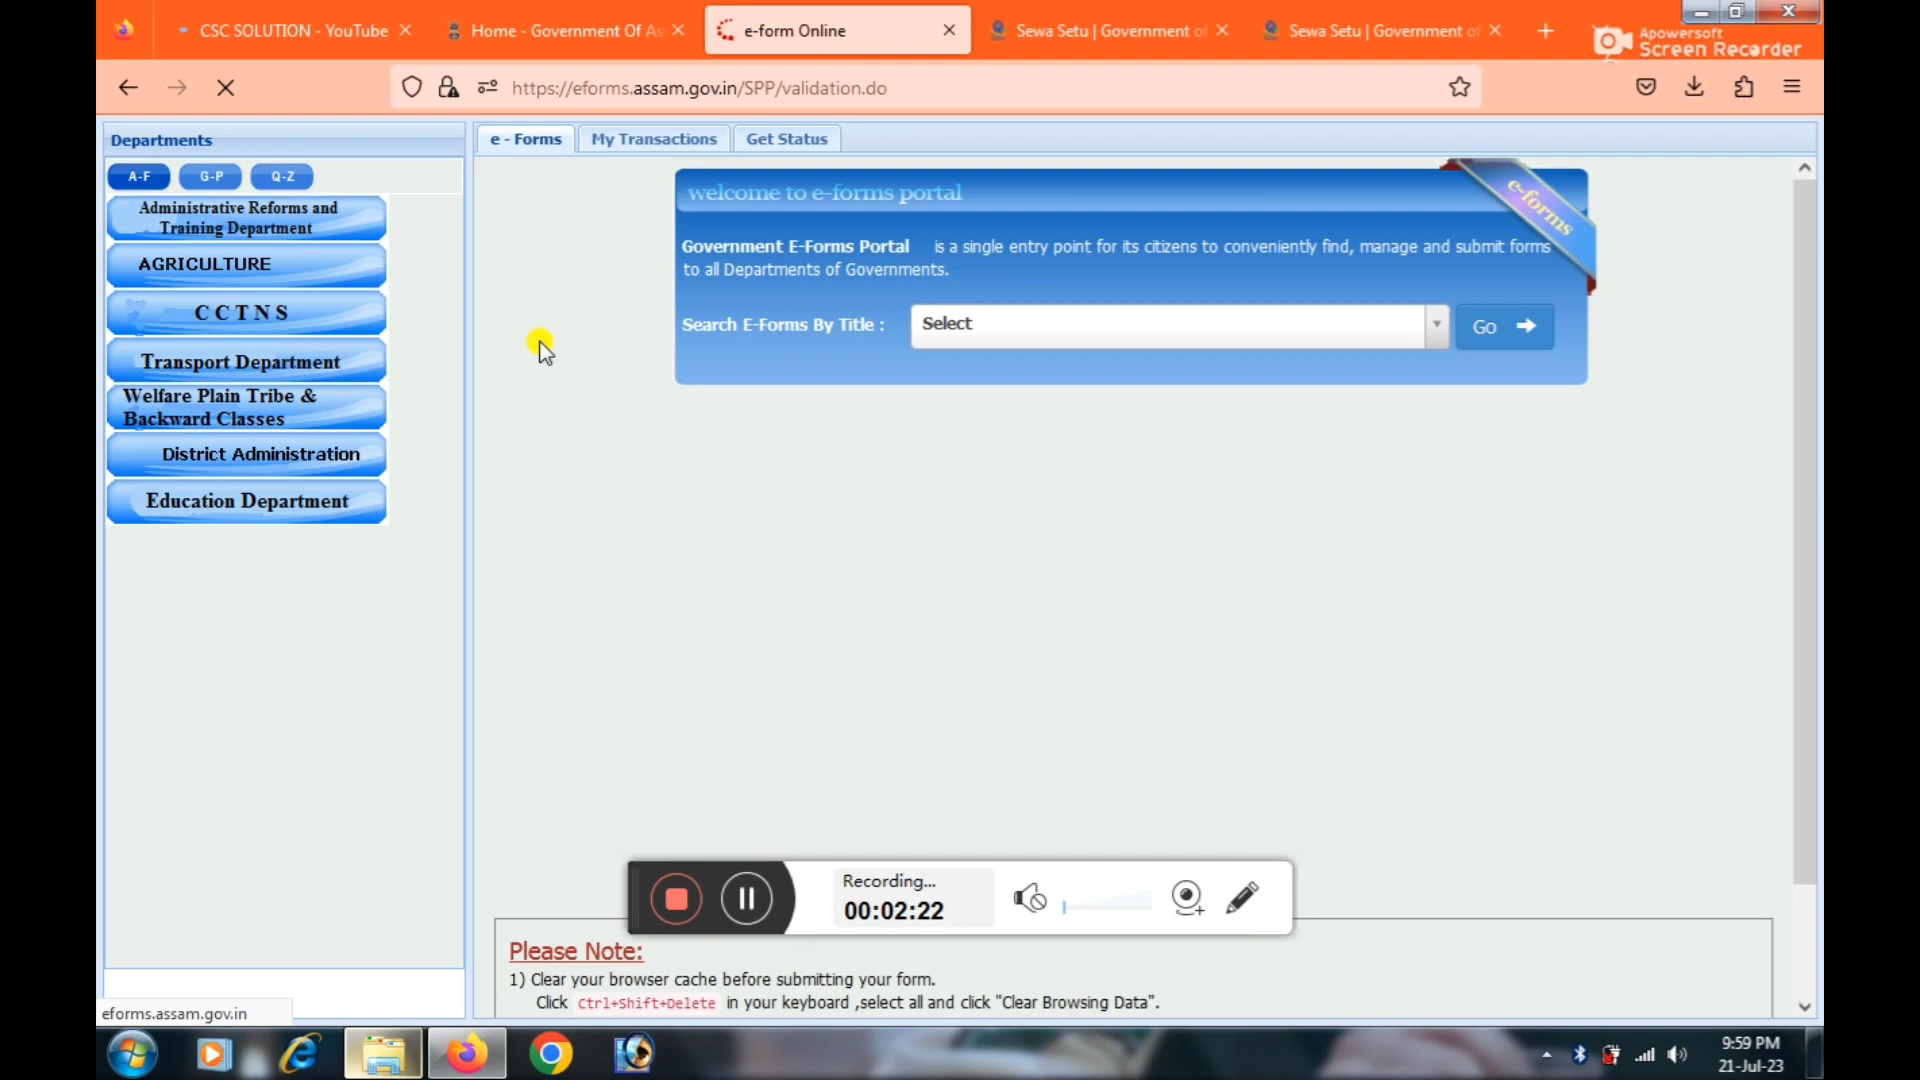 CSC SOLUTION - YouTube
Home - Government Of As
e-form Online
Sewa Setu | Government of
Sewa Setu | Government of
Apowersoft
Screen Recorder
https://eforms.assam.gov.in/SPP/validation.do
Departments
A-F
G-P
Q-Z
Administrative Reforms and
Training Department
AGRICULTURE
C C T N S
Transport Department
Welfare Plain Tribe &
Backward Classes
District Administration
Education Department
e - Forms
My Transactions
Get Status
welcome to e-forms portal
e-forms
Government E-Forms Portal is a single entry point for its citizens to conveniently find, manage and submit forms
to all Departments of Governments.
Search E-Forms By Title :
Select
Go
Recording...
00:02:22
Please Note:
1) Clear your browser cache before submitting your form.
Click Ctrl+Shift+Delete in your keyboard ,select all and click "Clear Browsing Data".
eforms.assam.gov.in
9:59 PM
21-Jul-23